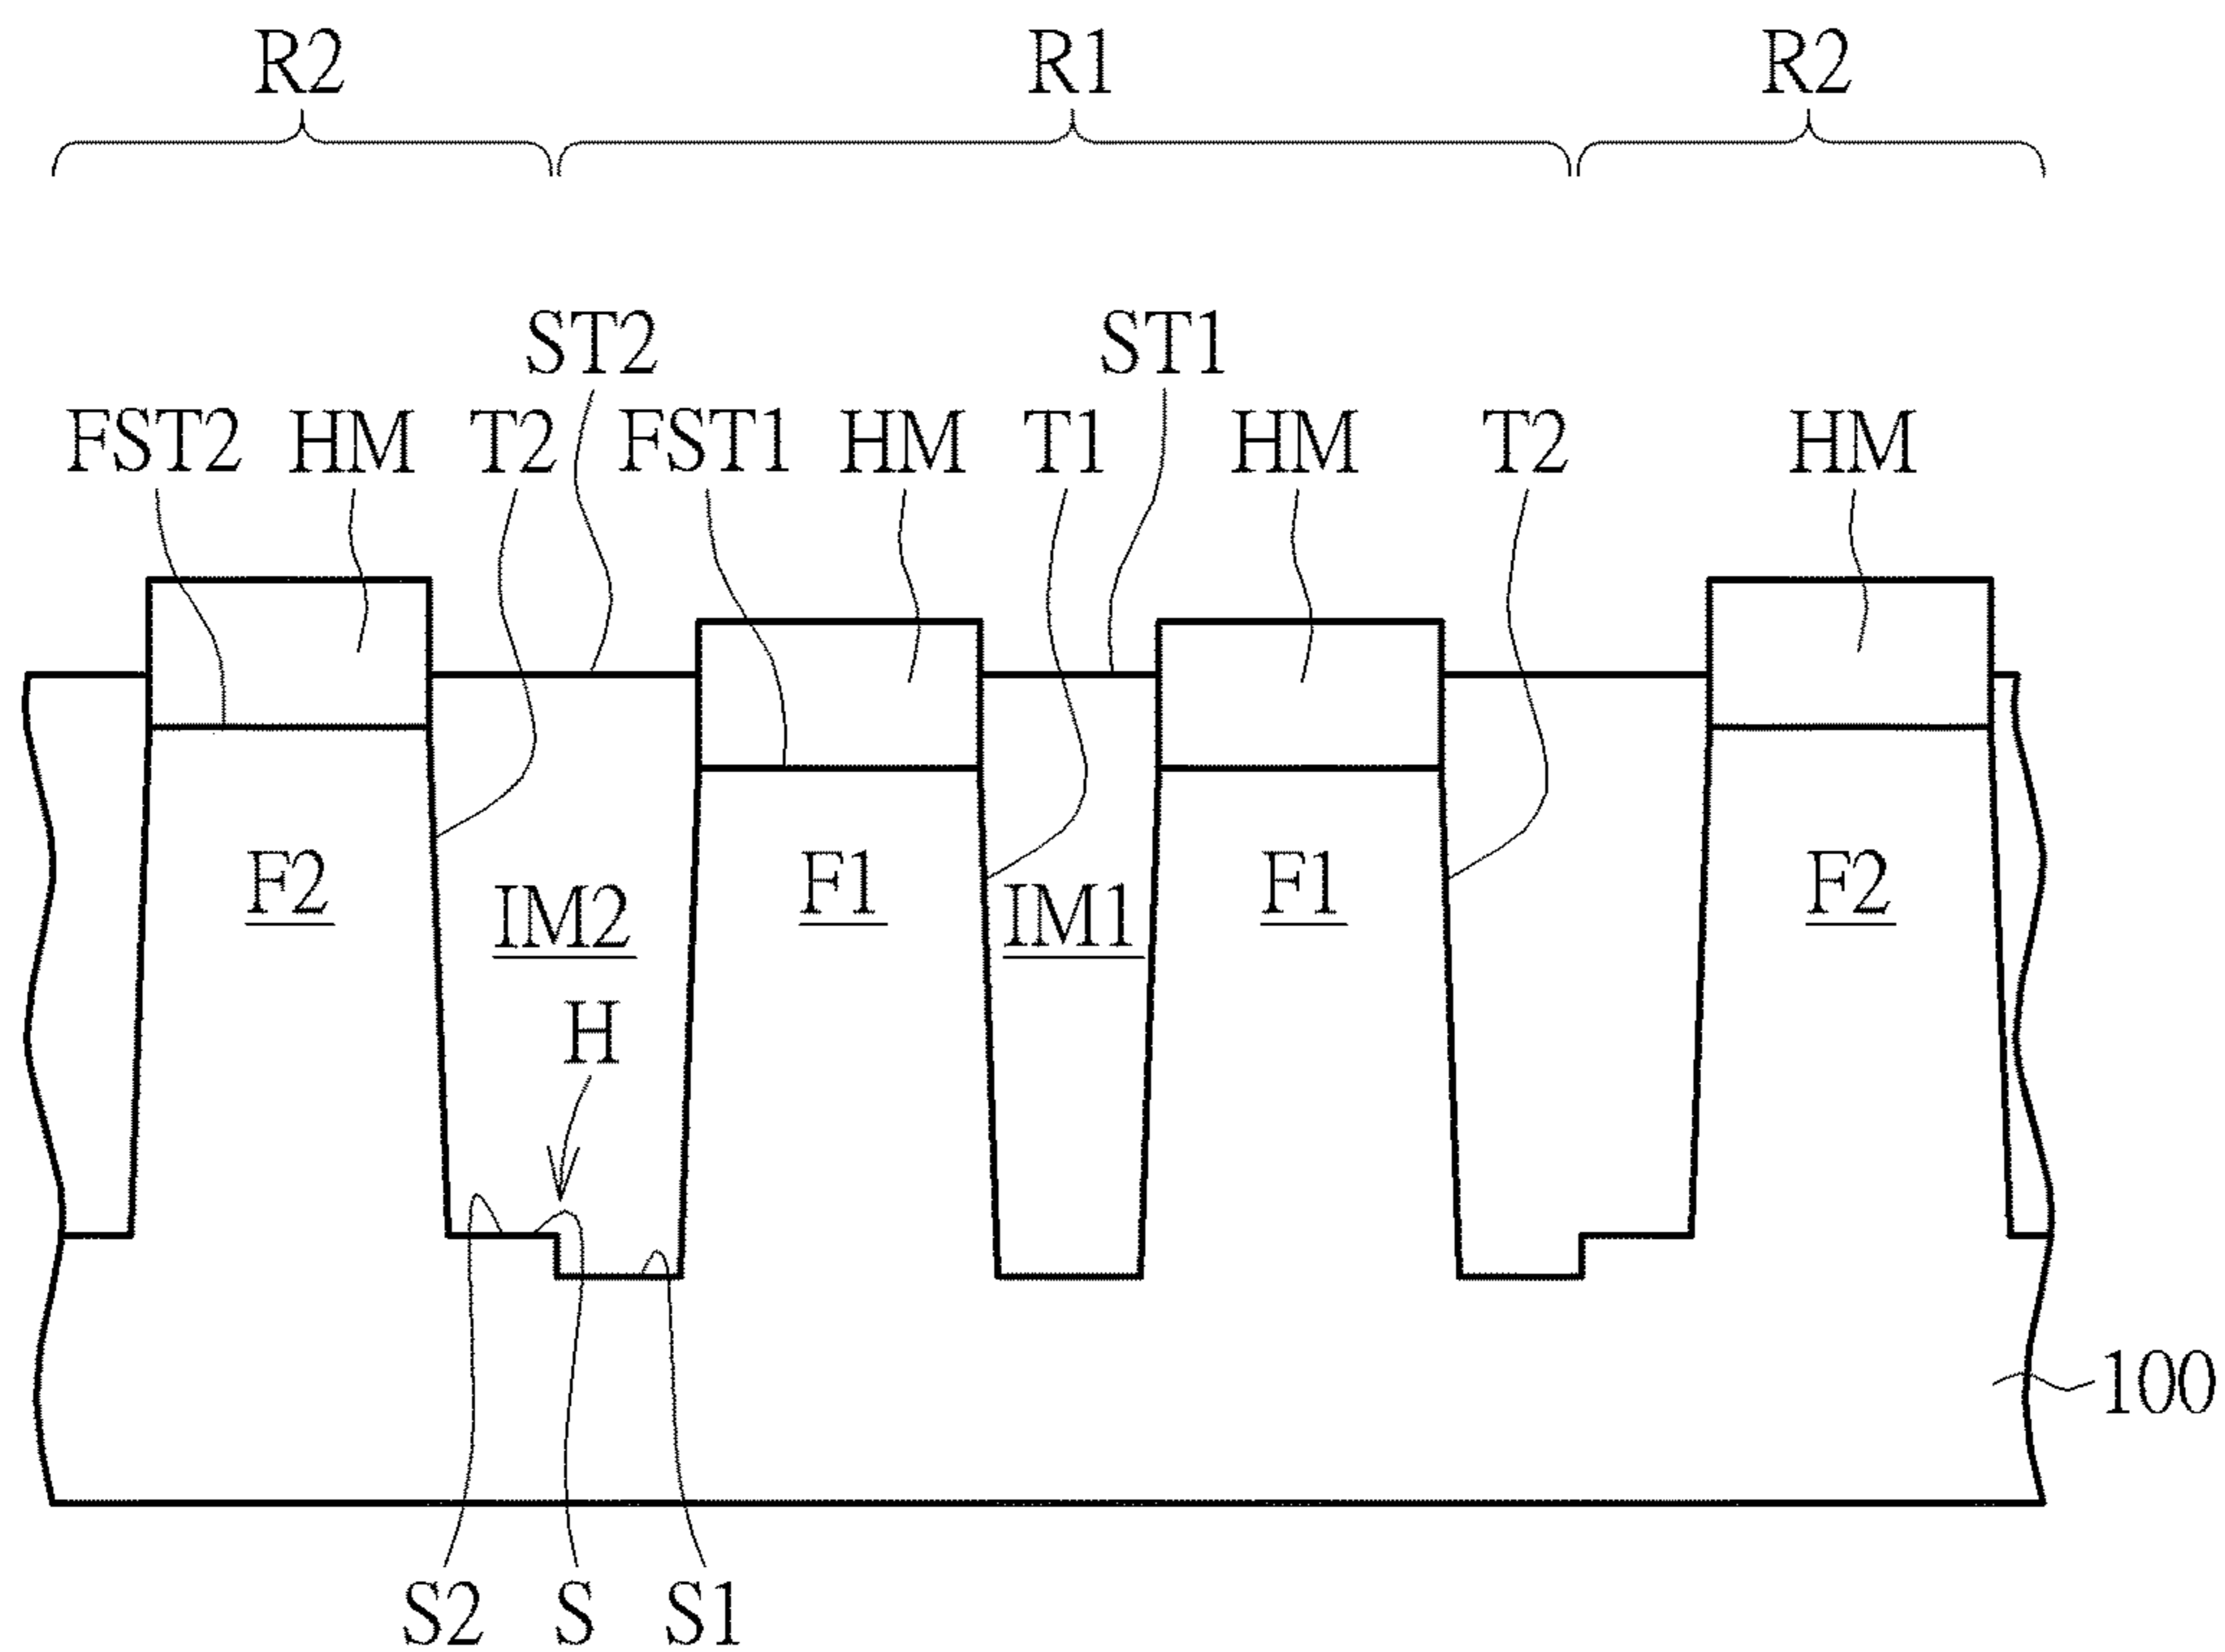 R2 R1 R2
ST2 ST1
FST2 HM T2 FST1 HM T1 HM T2 HM
F2 F1 F1 F2
IM2 IM1
H
100
S2 S S1